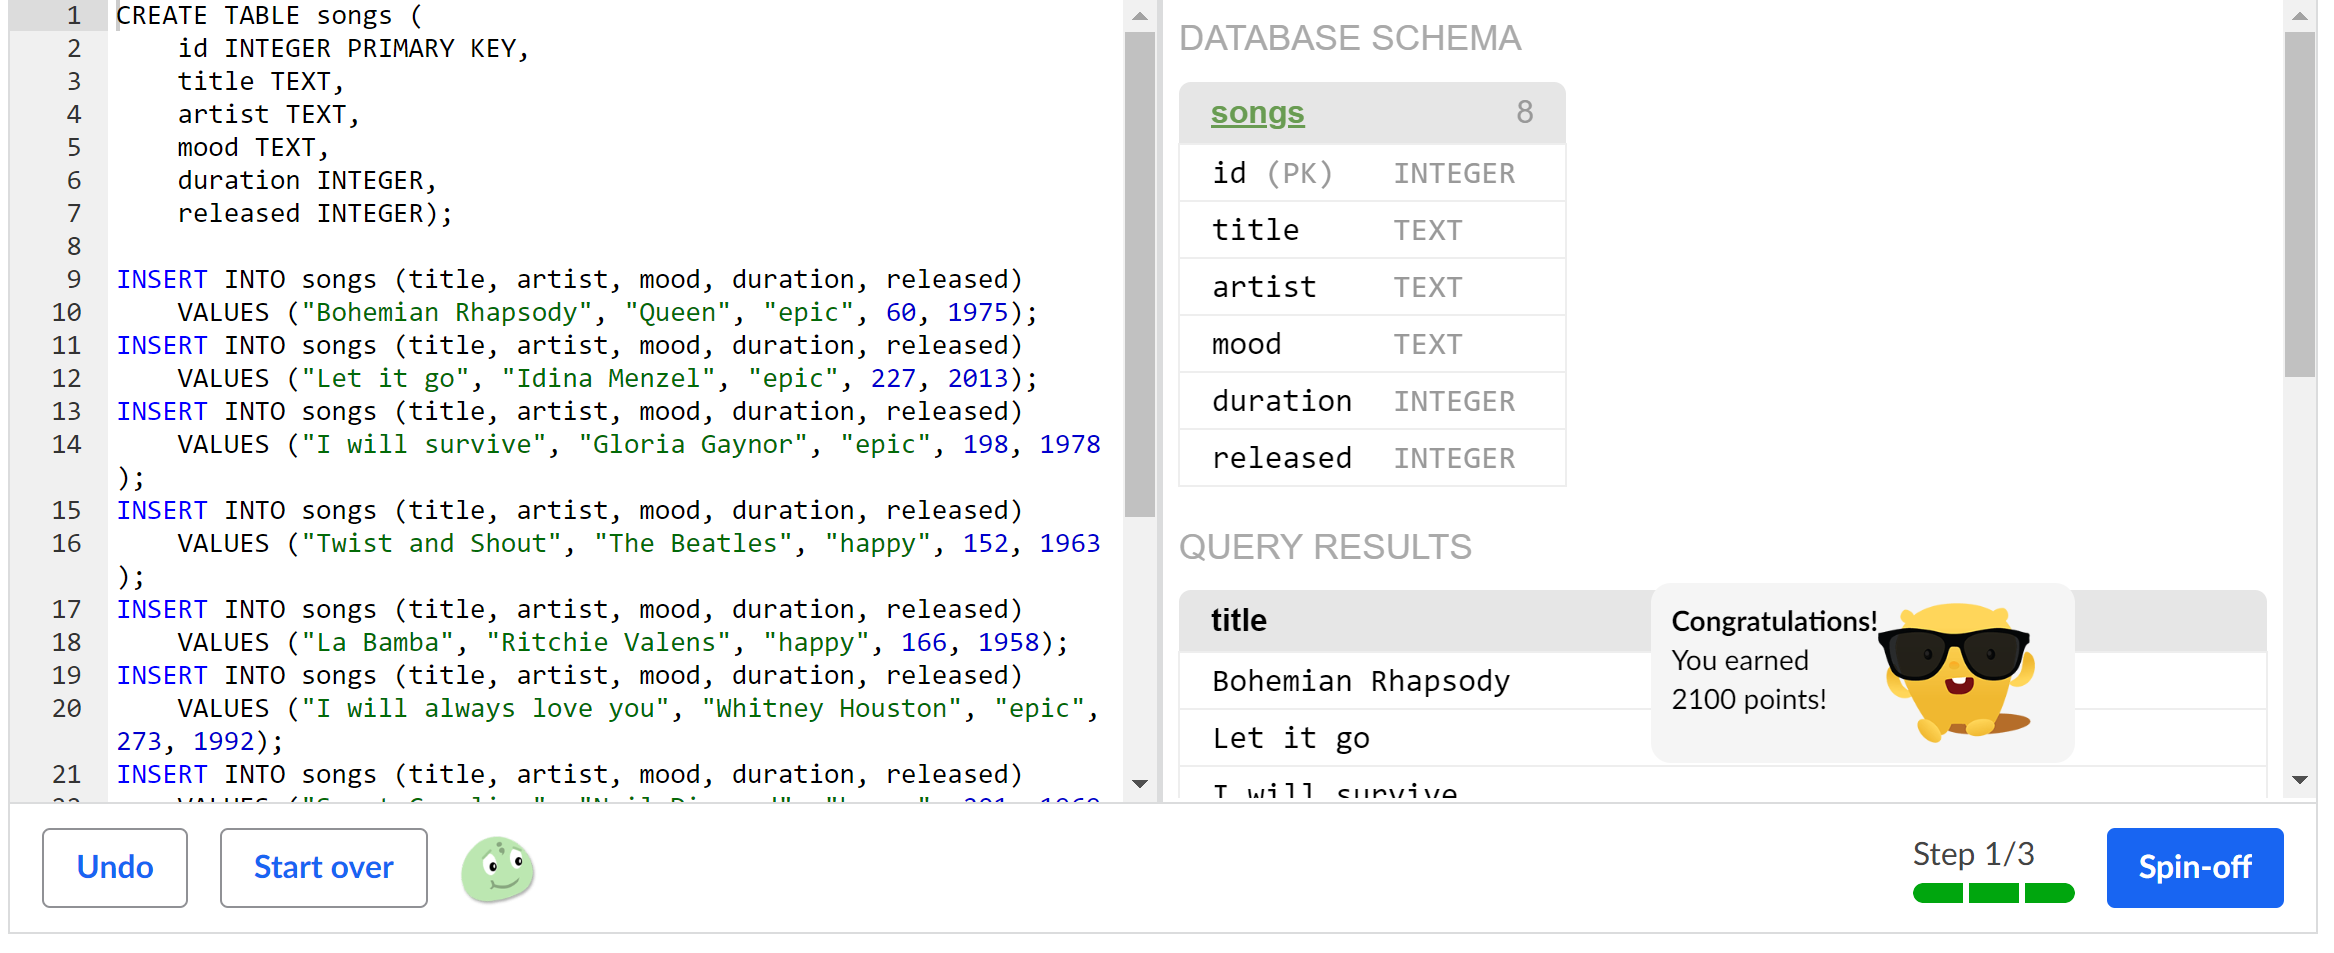 1 CREATE TABLE songs (
2 id INTEGER PRIMARY KEY,
3 title TEXT,
4 artist TEXT,
5 mood TEXT,
6 duration INTEGER,
7 released INTEGER);
8
9 INSERT INTO songs (title, artist, mood, duration, released)
10 VALUES ("Bohemian Rhapsody", "Queen", "epic", 60, 1975);
11 INSERT INTO songs (title, artist, mood, duration, released)
12 VALUES ("Let it go", "Idina Menzel", "epic", 227, 2013);
13 INSERT INTO songs (title, artist, mood, duration, released)
14 VALUES ("I will survive", "Gloria Gaynor", "epic", 198, 1978
);
15 INSERT INTO songs (title, artist, mood, duration, released)
16 VALUES ("Twist and Shout", "The Beatles", "happy", 152, 1963
);
17 INSERT INTO songs (title, artist, mood, duration, released)
18 VALUES ("La Bamba", "Ritchie Valens", "happy", 166, 1958);
19 INSERT INTO songs (title, artist, mood, duration, released)
20 VALUES ("I will always love you", "Whitney Houston", "epic",
273, 1992);
21 INSERT INTO songs (title, artist, mood, duration, released)
DATABASE SCHEMA
songs 8
id (PK) INTEGER
title TEXT
artist TEXT
mood TEXT
duration INTEGER
released INTEGER
QUERY RESULTS
title
Bohemian Rhapsody
Let it go
I will survive
Congratulations!
You earned
2100 points!
Undo
Start over
Step 1/3
Spin-off